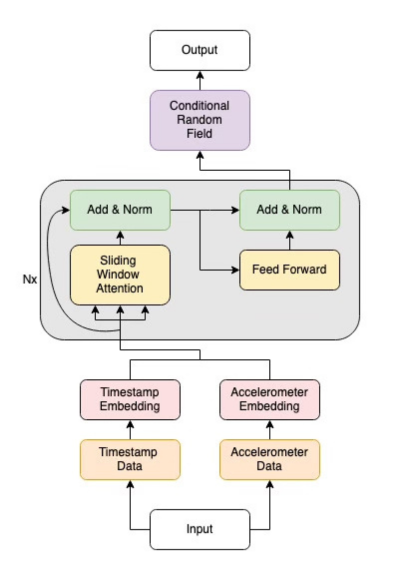 Output
Conditional
Random
Field
Add & Norm
Add & Norm
Sliding
Window
Attention
Feed Forward
Nx
Timestamp
Embedding
Accelerometer
Embedding
Timestamp
Data
Accelerometer
Data
Input